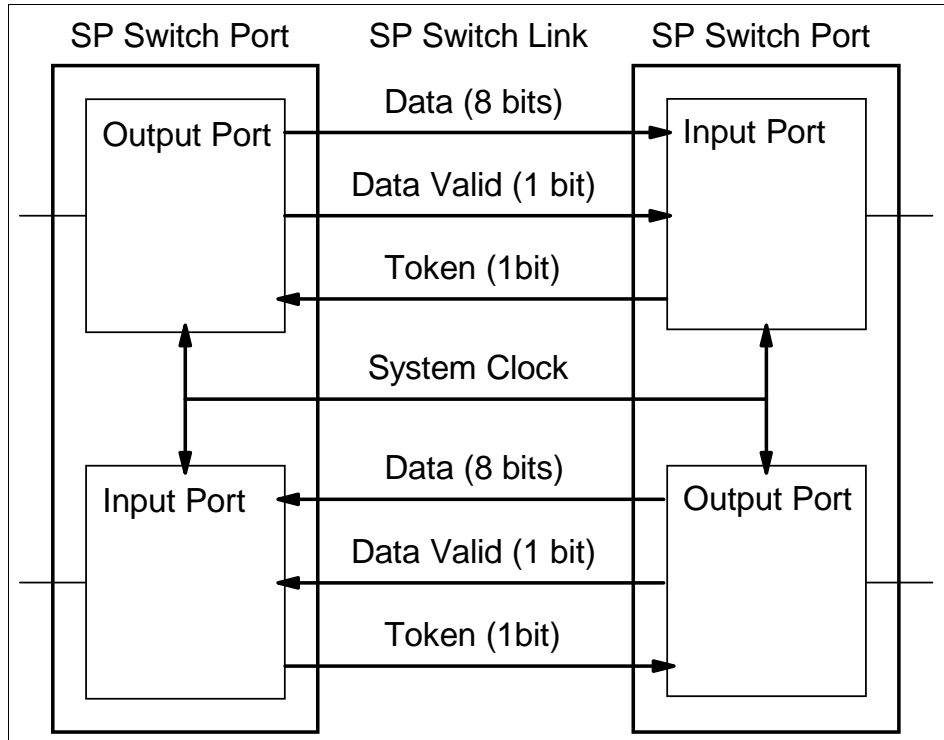 SP Switch Port SP Switch Link SP Switch Port
Data (8 bits)
Output Port
Input Port
Data Valid (1 bit)
Token (1bit)
System Clock
Data (8 bits)
Input Port
Output Port
Data Valid (1 bit)
Token (1bit)